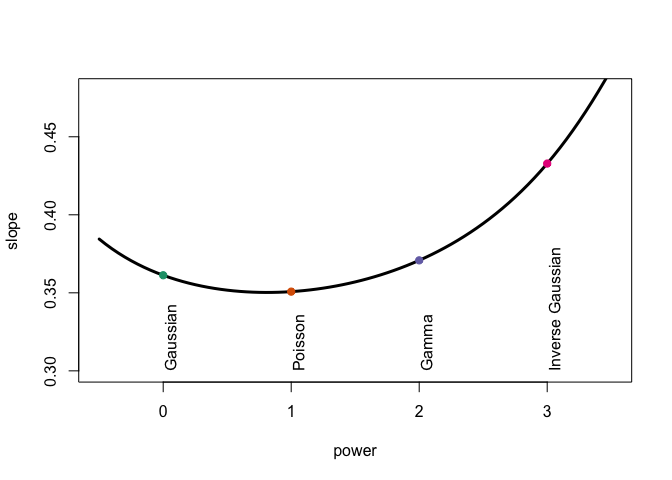 0.45
0.40
0.35
0.30
slope
Gaussian
Poisson
Gamma
Inverse Gaussian
0 1 2 3
power